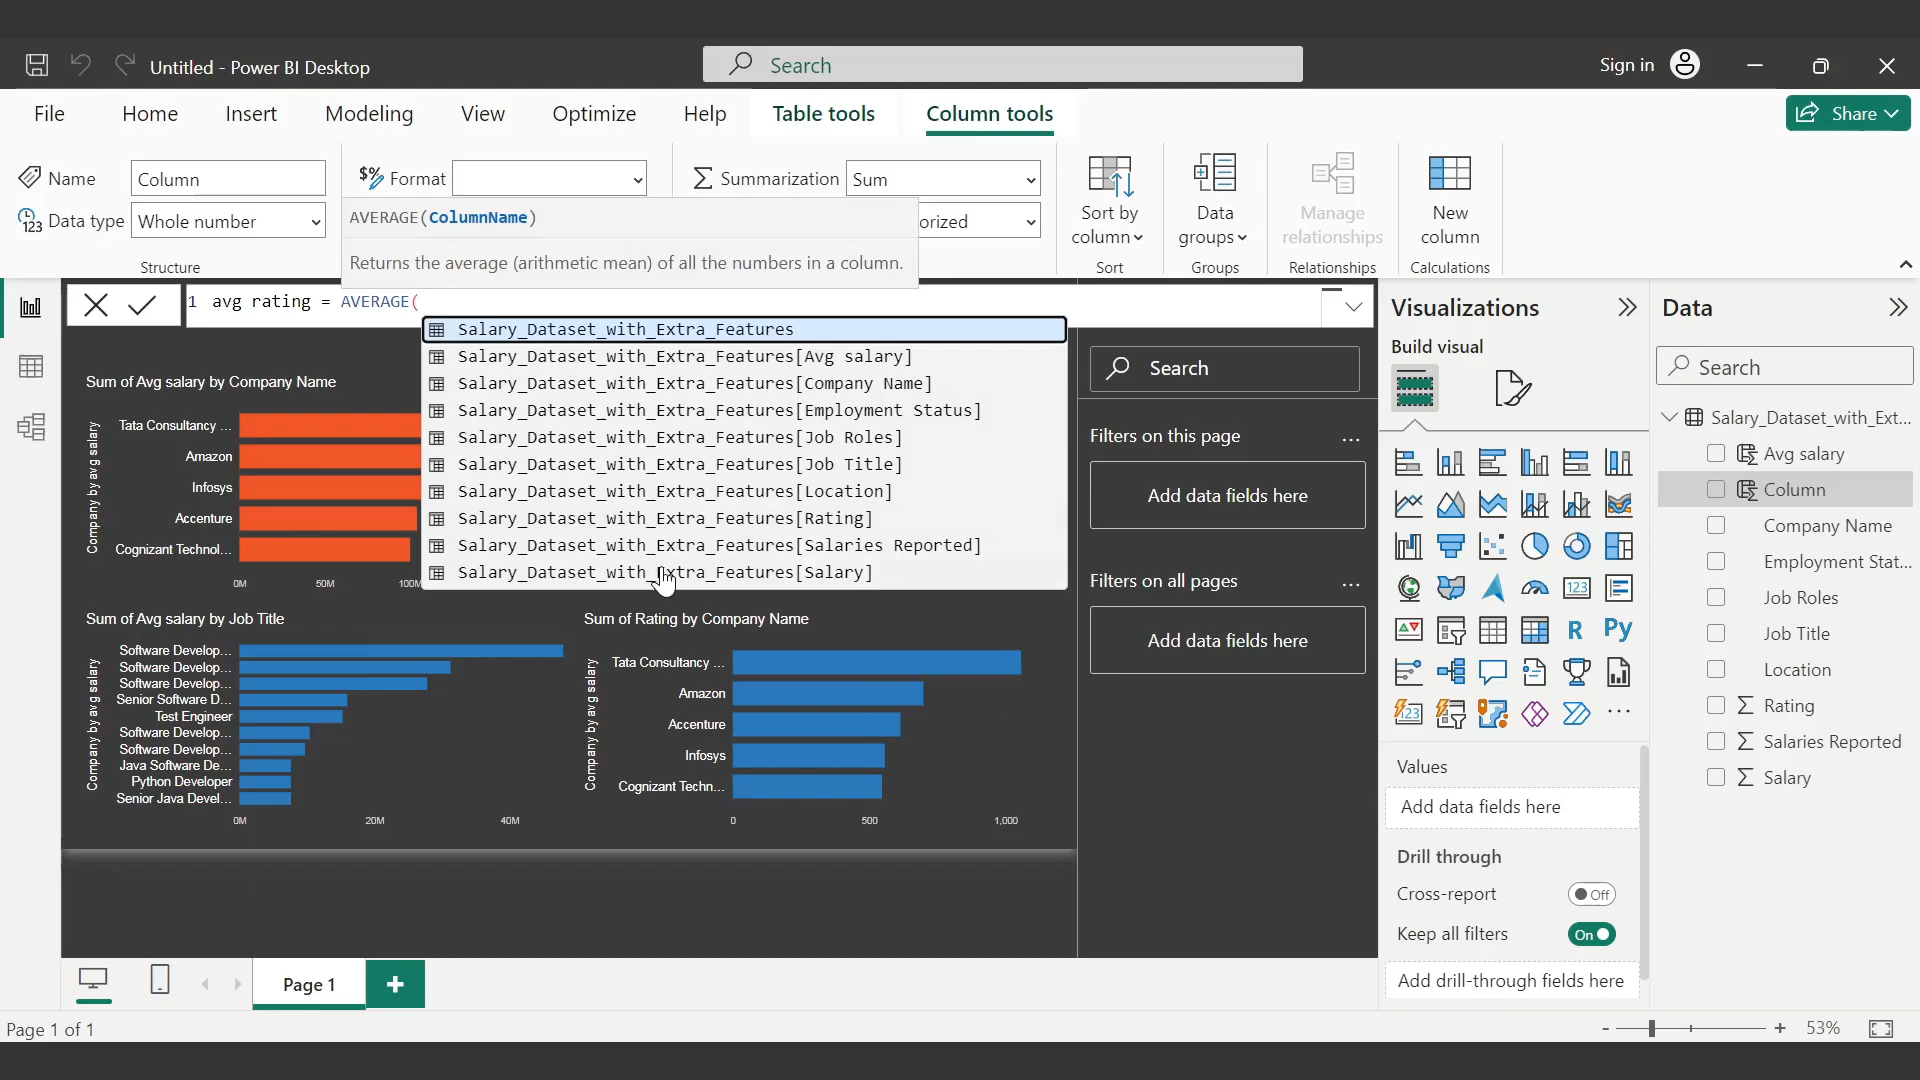 Untitled - Power BI Desktop
Search
Sign in
File
Home
Insert
Modeling
View
Optimize
Help
Table tools
Column tools
Share
Name
Column
Data type
Whole number
Structure
$% Format
Summarization
Sum
orized
AVERAGE(ColumnName)
Returns the average (arithmetic mean) of all the numbers in a column.
Sort by
column
Sort
Data
groups
Groups
Manage
relationships
Relationships
New
column
Calculations
1 avg rating = AVERAGE(
Salary_Dataset_with_Extra_Features
Salary_Dataset_with_Extra_Features[Avg salary]
Salary_Dataset_with_Extra_Features[Company Name]
Salary_Dataset_with_Extra_Features[Employment Status]
Salary_Dataset_with_Extra_Features[Job Roles]
Salary_Dataset_with_Extra_Features[Job Title]
Salary_Dataset_with_Extra_Features[Location]
Salary_Dataset_with_Extra_Features[Rating]
Salary_Dataset_with_Extra_Features[Salaries Reported]
Salary_Dataset_with_Extra_Features[Salary]
Sum of Avg salary by Company Name
Company by avg salary
Tata Consultancy ...
Amazon
Infosys
Accenture
Cognizant Technol...
0M
50M
100M
Sum of Avg salary by Job Title
Company by avg salary
Software Develop...
Software Develop...
Software Develop...
Senior Software D...
Test Engineer
Software Develop...
Software Develop...
Java Software De...
Python Developer
Senior Java Devel...
0M
20M
40M
Sum of Rating by Company Name
Company by avg salary
Tata Consultancy ...
Amazon
Accenture
Infosys
Cognizant Techn...
0
500
1,000
Search
Filters on this page
...
Add data fields here
Filters on all pages
...
Add data fields here
Visualizations
Build visual
123
R
Py
123
...
Values
Add data fields here
Drill through
Cross-report
Off
Keep all filters
On
Add drill-through fields here
Data
Search
Salary_Dataset_with_Ext...
Avg salary
Column
Company Name
Employment Stat...
Job Roles
Job Title
Location
Rating
Salaries Reported
Salary
Page 1
+
Page 1 of 1
- + 53%